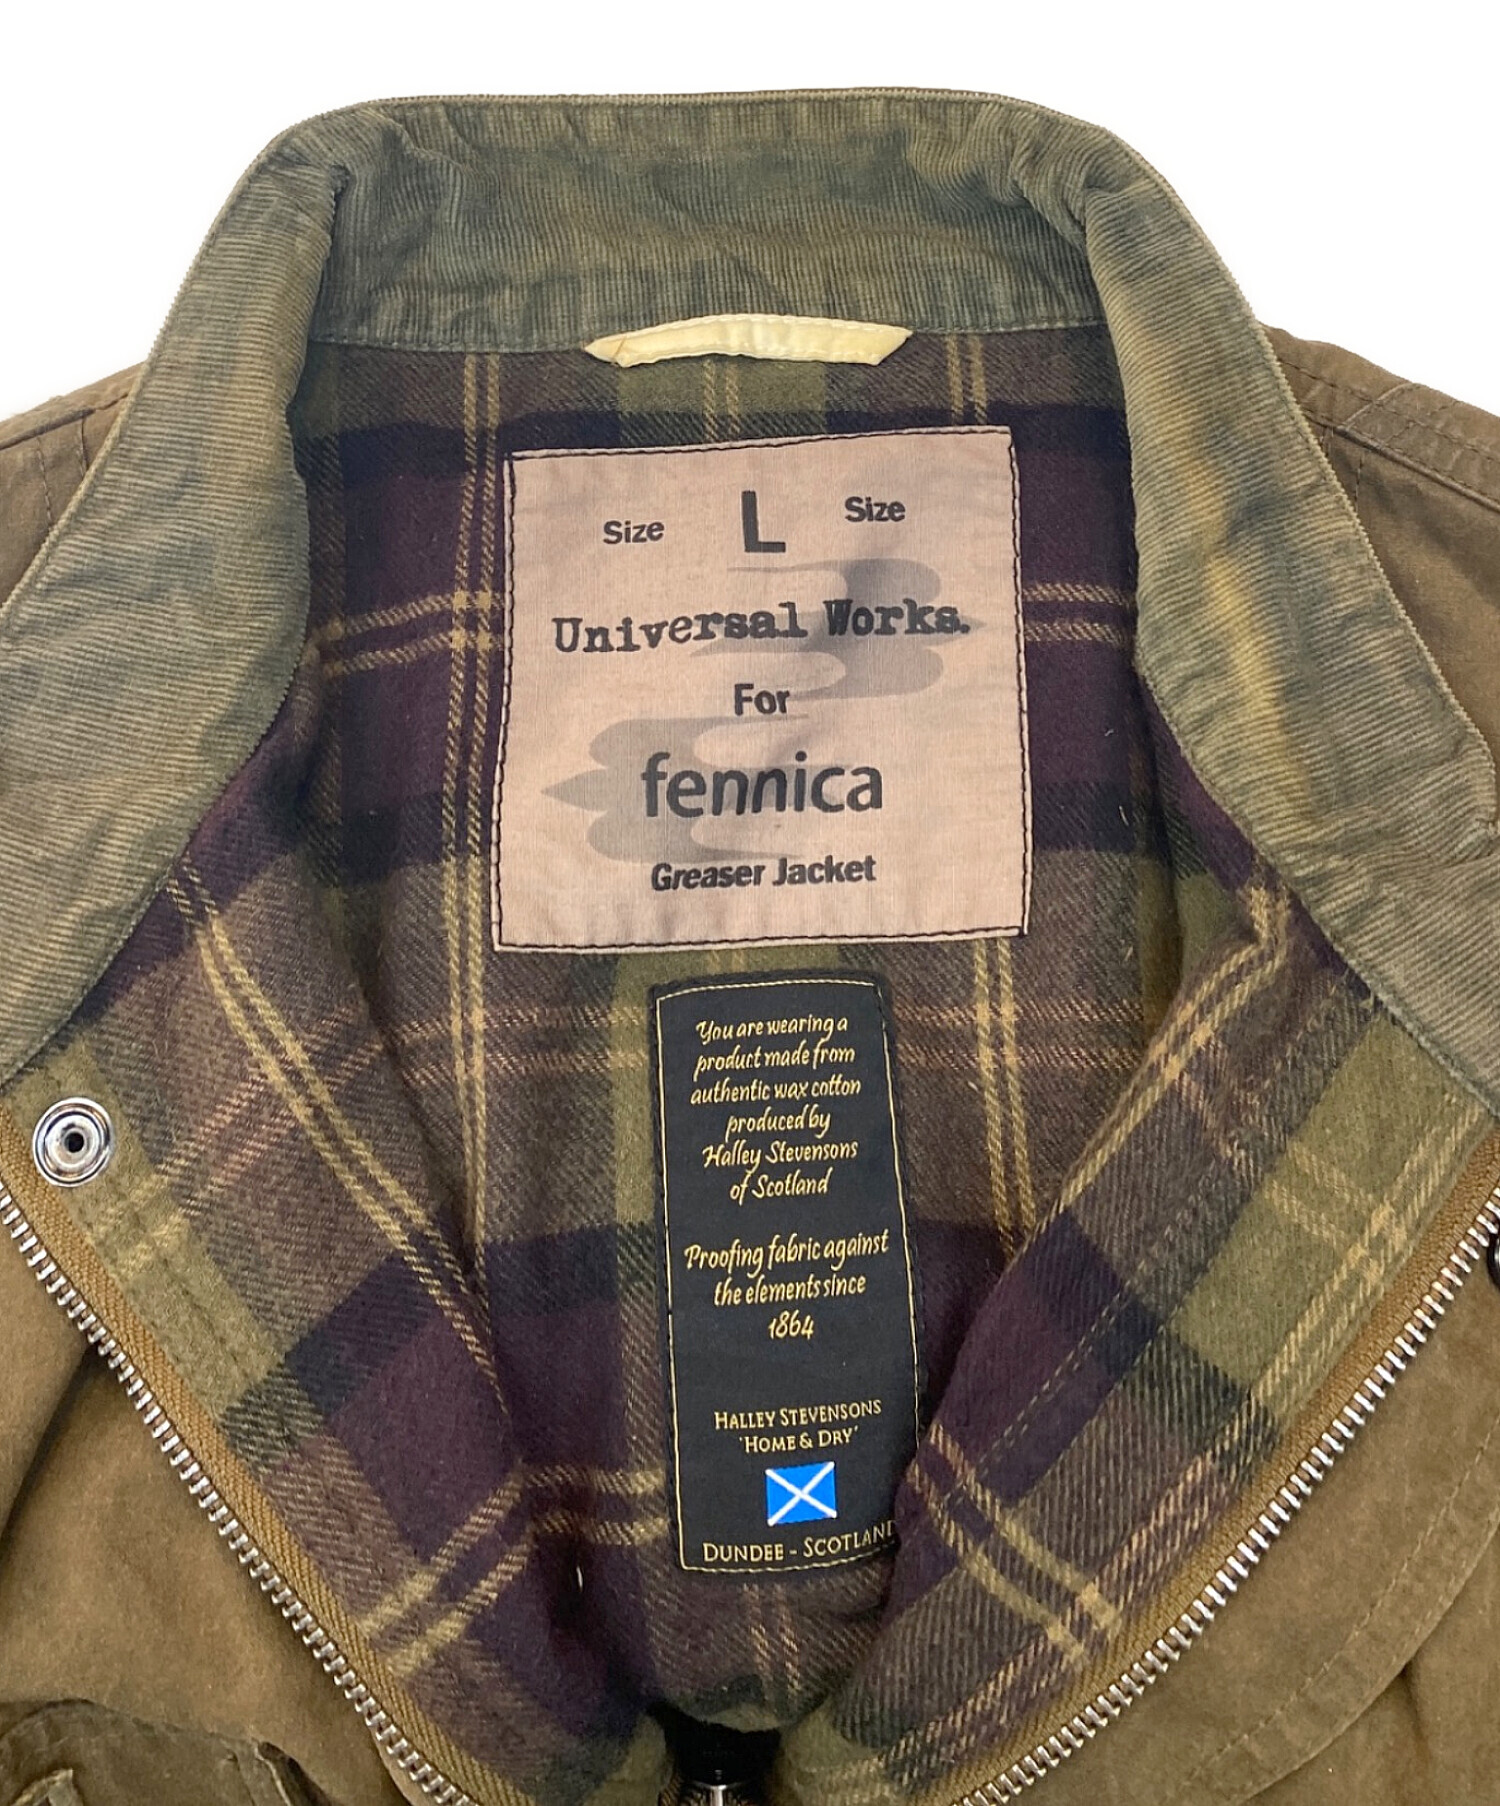 Size L Size
Universal Works.
For
fennica
Greaser Jacket
You are wearing a
product made from
authentic wax cotton
produced by
Halley Stevensons
of Scotland
Proofing fabric against
the elements since
1864
HALLEY STEVENSONS
'HOME & DRY'
DUNDEE - SCOTLAND